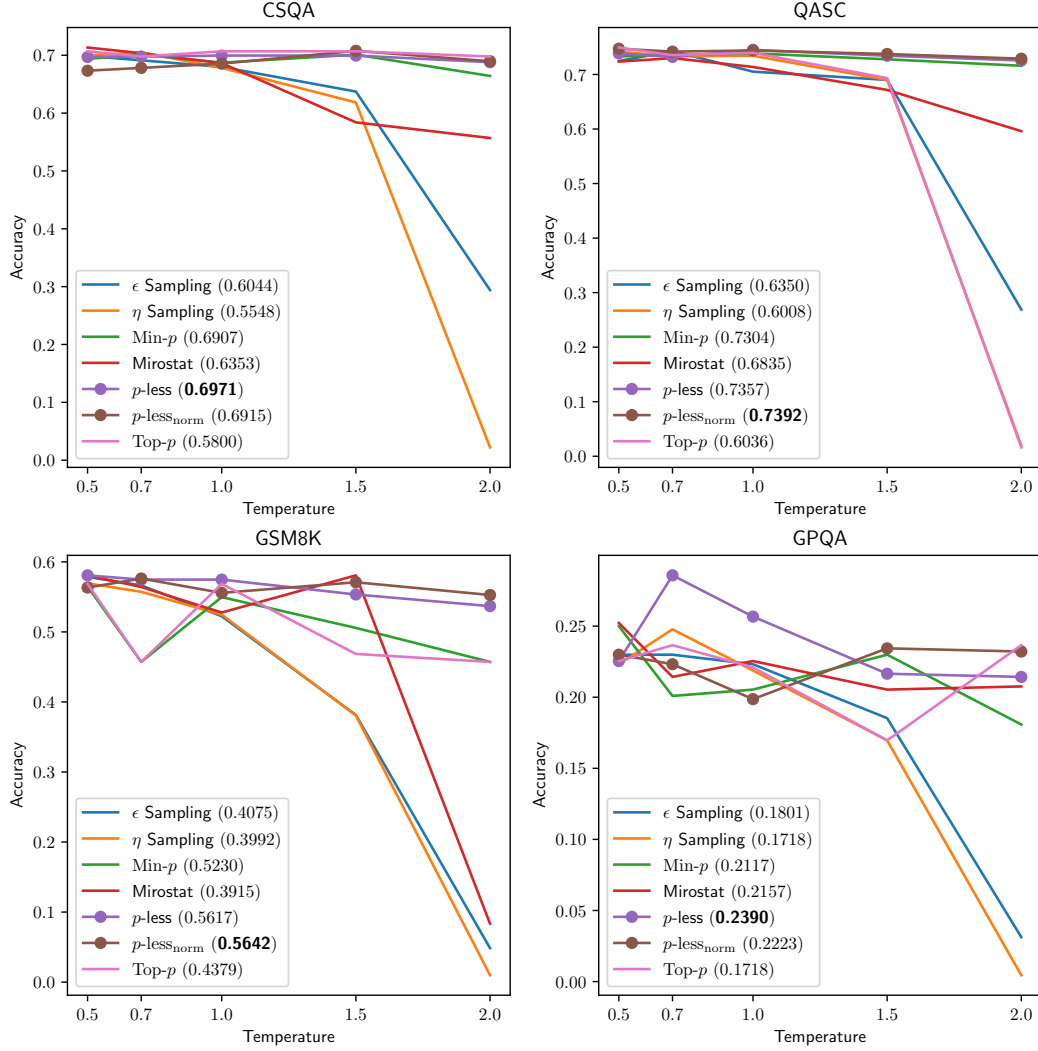 CSQA
Accuracy
0.7
0.6
0.5
0.4
0.3
0.2
0.1
0.0
ϵ Sampling (0.6044)
η Sampling (0.5548)
Min-p (0.6907)
Mirostat (0.6353)
p-less (0.6971)
p-less_norm (0.6915)
Top-p (0.5800)
0.5 0.7 1.0 1.5 2.0
Temperature
QASC
Accuracy
0.7
0.6
0.5
0.4
0.3
0.2
0.1
0.0
ϵ Sampling (0.6350)
η Sampling (0.6008)
Min-p (0.7304)
Mirostat (0.6835)
p-less (0.7357)
p-less_norm (0.7392)
Top-p (0.6036)
0.5 0.7 1.0 1.5 2.0
Temperature
GSM8K
Accuracy
0.6
0.5
0.4
0.3
0.2
0.1
0.0
ϵ Sampling (0.4075)
η Sampling (0.3992)
Min-p (0.5230)
Mirostat (0.3915)
p-less (0.5617)
p-less_norm (0.5642)
Top-p (0.4379)
0.5 0.7 1.0 1.5 2.0
Temperature
GPQA
Accuracy
0.25
0.20
0.15
0.10
0.05
0.00
ϵ Sampling (0.1801)
η Sampling (0.1718)
Min-p (0.2117)
Mirostat (0.2157)
p-less (0.2390)
p-less_norm (0.2223)
Top-p (0.1718)
0.5 0.7 1.0 1.5 2.0
Temperature